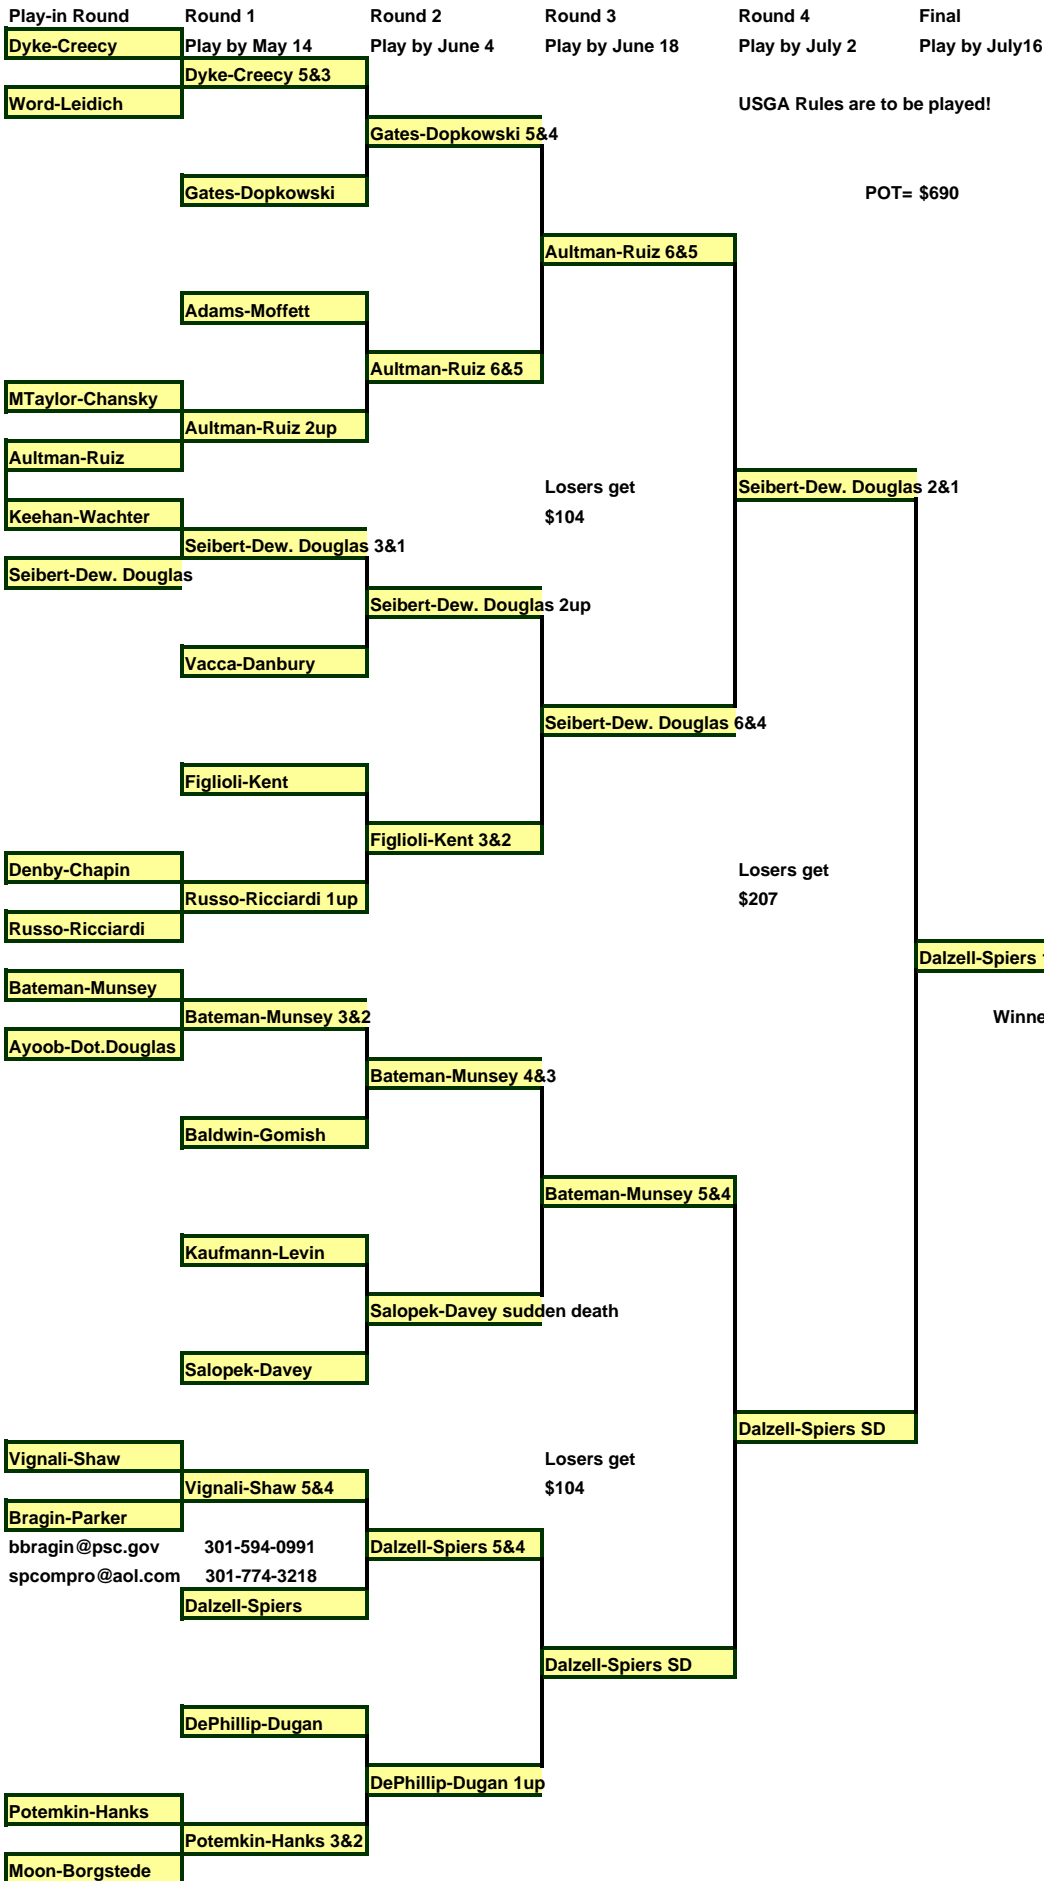 Play-in Round Round 1 Round 2 Round 3 Round 4 Final
Dyke-Creecy Play by May 14 Play by June 4 Play by June 18 Play by July 2 Play by July16
Dyke-Creecy 5&3
Word-Leidich USGA Rules are to be played!
Gates-Dopkowski 5&4
Gates-Dopkowski POT= $690
Aultman-Ruiz 6&5
Adams-Moffett
Aultman-Ruiz 6&5
MTaylor-Chansky
Aultman-Ruiz 2up
Aultman-Ruiz
Losers get Seibert-Dew. Douglas 2&1
Keehan-Wachter $104
Seibert-Dew. Douglas 3&1
Seibert-Dew. Douglas
Seibert-Dew. Douglas 2up
Vacca-Danbury
Seibert-Dew. Douglas 6&4
Figlioli-Kent
Figlioli-Kent 3&2
Denby-Chapin Losers get
Russo-Ricciardi 1up $207
Russo-Ricciardi
Dalzell-Spiers
Bateman-Munsey
Bateman-Munsey 3&2 Winne
Ayoob-Dot.Douglas
Bateman-Munsey 4&3
Baldwin-Gomish
Bateman-Munsey 5&4
Kaufmann-Levin
Salopek-Davey sudden death
Salopek-Davey
Dalzell-Spiers SD
Vignali-Shaw Losers get
Vignali-Shaw 5&4 $104
Bragin-Parker
bbragin@psc.gov 301-594-0991 Dalzell-Spiers 5&4
spcompro@aol.com 301-774-3218
Dalzell-Spiers
Dalzell-Spiers SD
DePhillip-Dugan
DePhillip-Dugan 1up
Potemkin-Hanks
Potemkin-Hanks 3&2
Moon-Borgstede